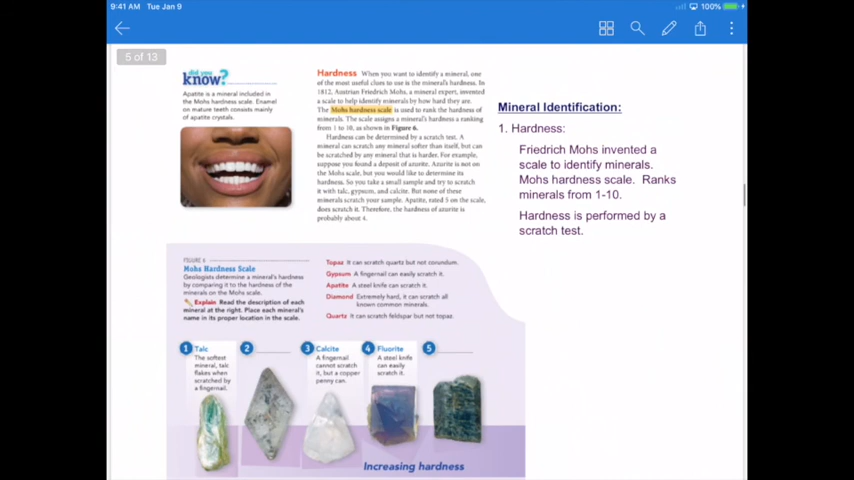 9:41 AM Tue Jan 9
100%
5 of 13
did you
know?
Apatite is a mineral included in
the Mohs hardness scale. Enamel
on mature teeth consists mainly
of apatite crystals.
Hardness When you want to identify a mineral, one
of the most useful clues to use is the mineral's hardness. In
1812, Austrian Friedrich Mohs, a mineral expert, invented
a scale to help identify minerals by how hard they are.
The Mohs hardness scale is used to rank the hardness of
minerals. The scale assigns a mineral's hardness a ranking
from 1 to 10, as shown in Figure 6.
Hardness can be determined by a scratch test. A
mineral can scratch any mineral softer than itself, but can
be scratched by any mineral that is harder. For example,
suppose you found a deposit of azurite. Azurite is not on
the Mohs scale, but you would like to determine its
hardness. So you take a small sample and try to scratch
it with talc, gypsum, and calcite. But none of these
minerals scratch your sample. Apatite, rated 5 on the scale,
does scratch it. Therefore, the hardness of azurite is
probably about 4.
Mineral Identification:
1. Hardness:
Friedrich Mohs invented a
scale to identify minerals.
Mohs hardness scale. Ranks
minerals from 1-10.
Hardness is performed by a
scratch test.
FIGURE 6
Mohs Hardness Scale
Geologists determine a mineral's hardness
by comparing it to the hardness of the
minerals on the Mohs scale.
Explain Read the description of each
mineral at the right. Place each mineral's
name in its proper location in the scale.
Topaz It can scratch quartz but not corundum.
Gypsum A fingernail can easily scratch it.
Apatite A steel knife can scratch it.
Diamond Extremely hard, it can scratch all
known common minerals.
Quartz It can scratch feldspar but not topaz.
1 Talc
The softest
mineral, talc
flakes when
scratched by
a fingernail.
2
3 Calcite
A fingernail
cannot scratch
it, but a copper
penny can.
4 Fluorite
A steel knife
can easily
scratch it.
5
Increasing hardness